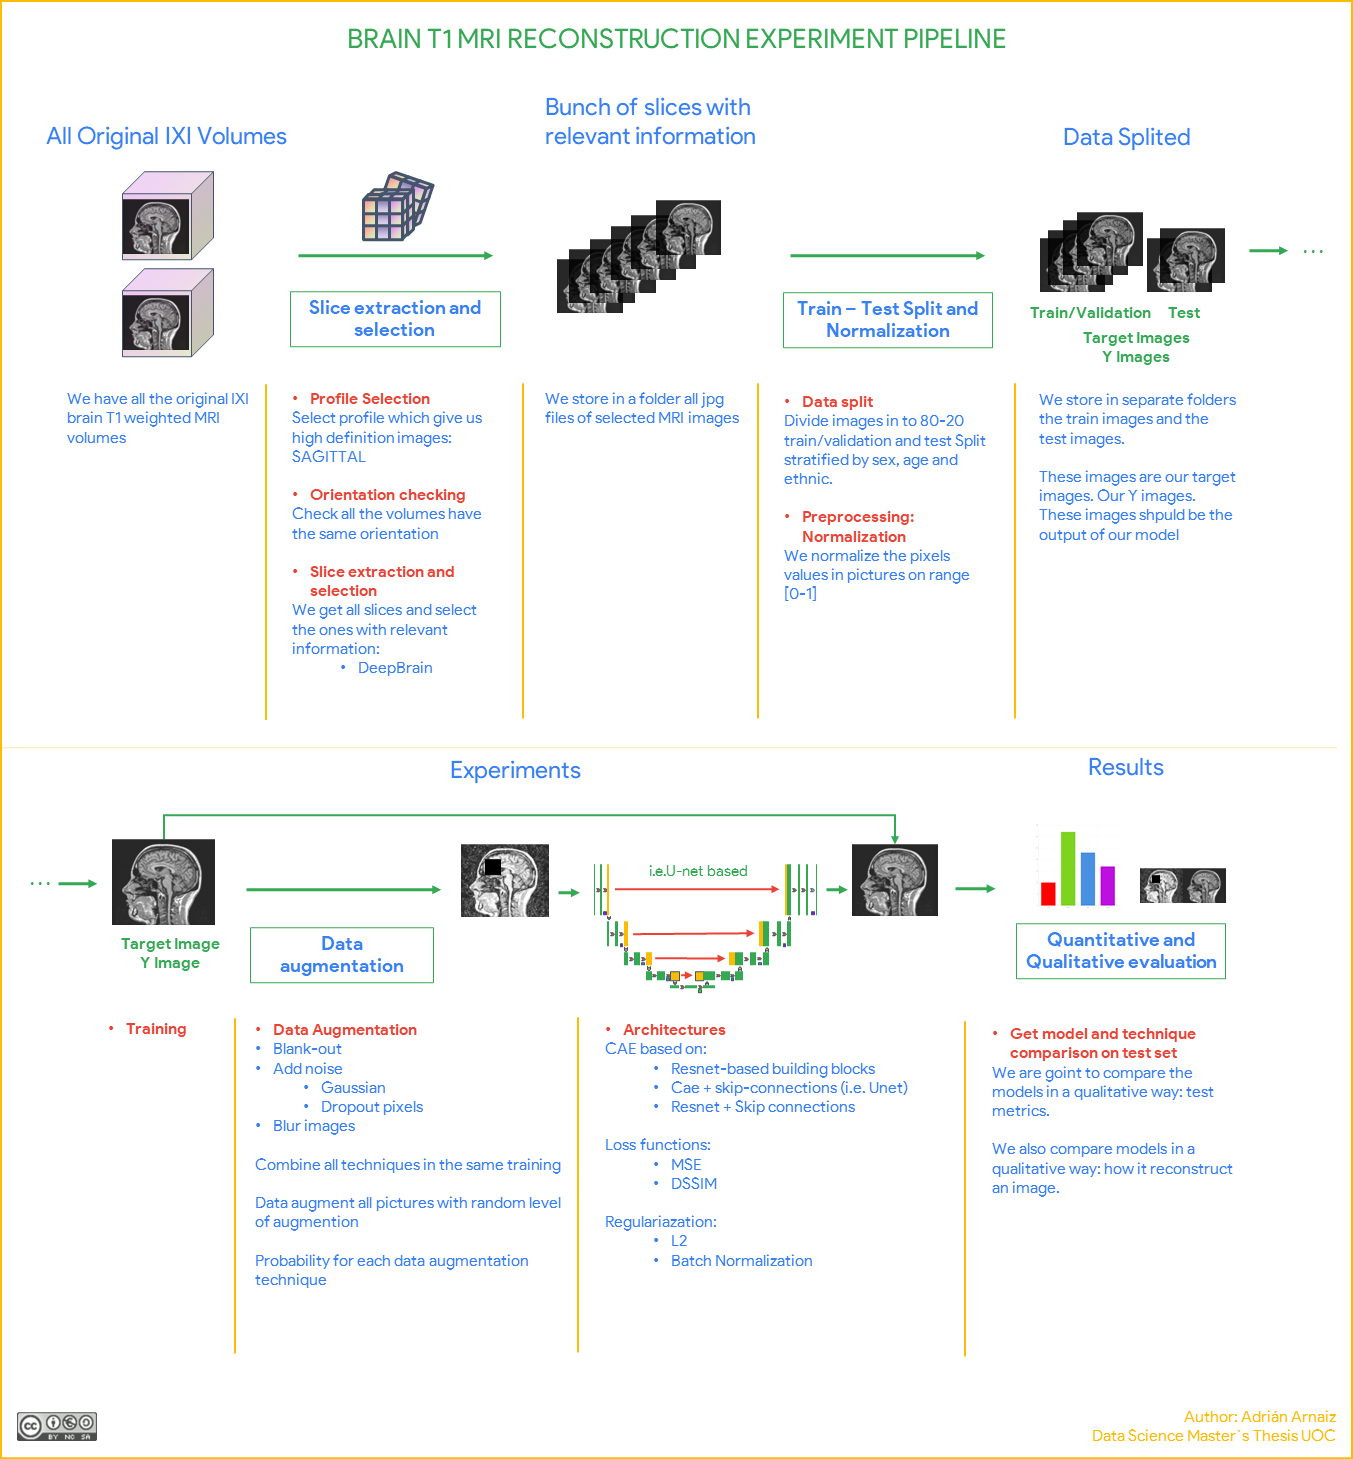 BRAIN T1 MRI RECONSTRUCTION EXPERIMENT PIPELINE
All Original IXI Volumes
Bunch of slices with
relevant information
Data Splited
Slice extraction and
selection
Train – Test Split and
Normalization
...
Train/Validation
Test
Target Images
Y Images
We have all the original IXI
brain T1 weighted MRI
volumes
• Profile Selection
Select profile which give us
high definition images:
SAGITTAL
• Orientation checking
Check all the volumes have
the same orientation
• Slice extraction and
selection
We get all slices and select
the ones with relevant
information:
• DeepBrain
We store in a folder all jpg
files of selected MRI images
• Data split
Divide images in to 80-20
train/validation and test Split
stratified by sex, age and
ethnic.
• Preprocessing:
Normalization
We normalize the pixels
values in pictures on range
[0-1]
We store in separate folders
the train images and the
test images.
These images are our target
images. Our Y images.
These images shpuld be the
output of our model
Experiments
Results
...
Target Image
Y Image
Data
augmentation
i.e.U-net based
Quantitative and
Qualitative evaluation
• Training
• Data Augmentation
• Blank-out
• Add noise
• Gaussian
• Dropout pixels
• Blur images
Combine all techniques in the same training
Data augment all pictures with random level
of augmention
Probability for each data augmentation
technique
• Architectures
CAE based on:
• Resnet-based building blocks
• Cae + skip-connections (i.e. Unet)
• Resnet + Skip connections
Loss functions:
• MSE
• DSSIM
Regulariazation:
• L2
• Batch Normalization
• Get model and technique
comparison on test set
We are goint to compare the
models in a qualitative way: test
metrics.
We also compare models in a
qualitative way: how it reconstruct
an image.
CC
BY NC SA
Author: Adrián Arnaiz
Data Science Master`s Thesis UOC